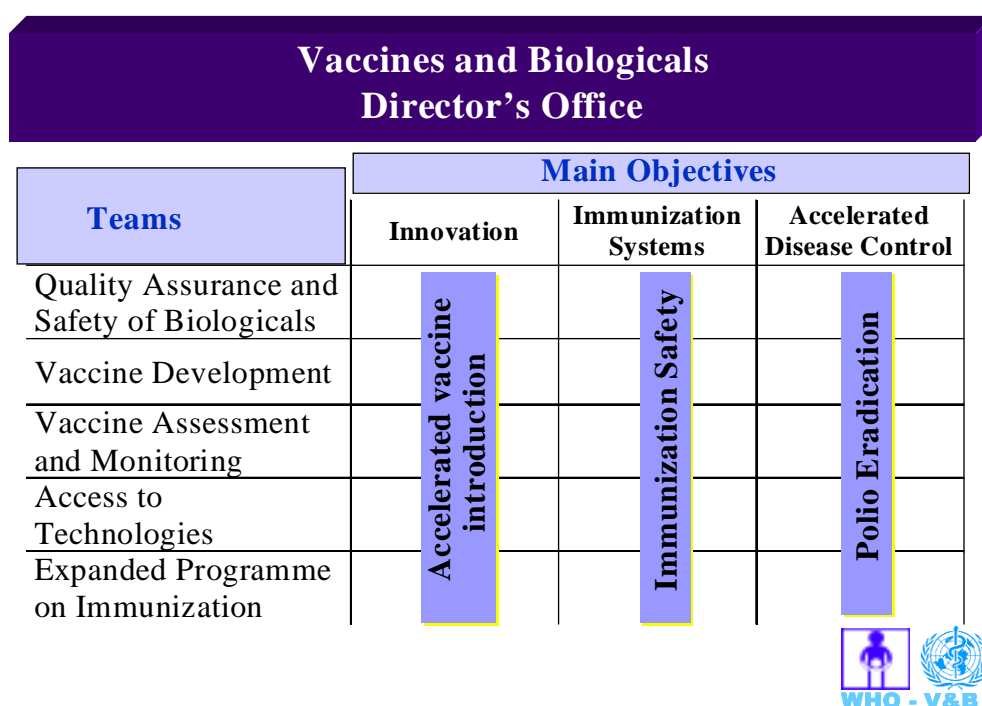 Vaccines and Biologicals
Director’s Office
Main Objectives
Teams
Innovation
Immunization
Systems
Accelerated
Disease Control
Quality Assurance and
Safety of Biologicals
Vaccine Development
Vaccine Assessment
and Monitoring
Access to
Technologies
Expanded Programme
on Immunization
Accelerated vaccine
introduction
Immunization Safety
Polio Eradication
WHO - V&B